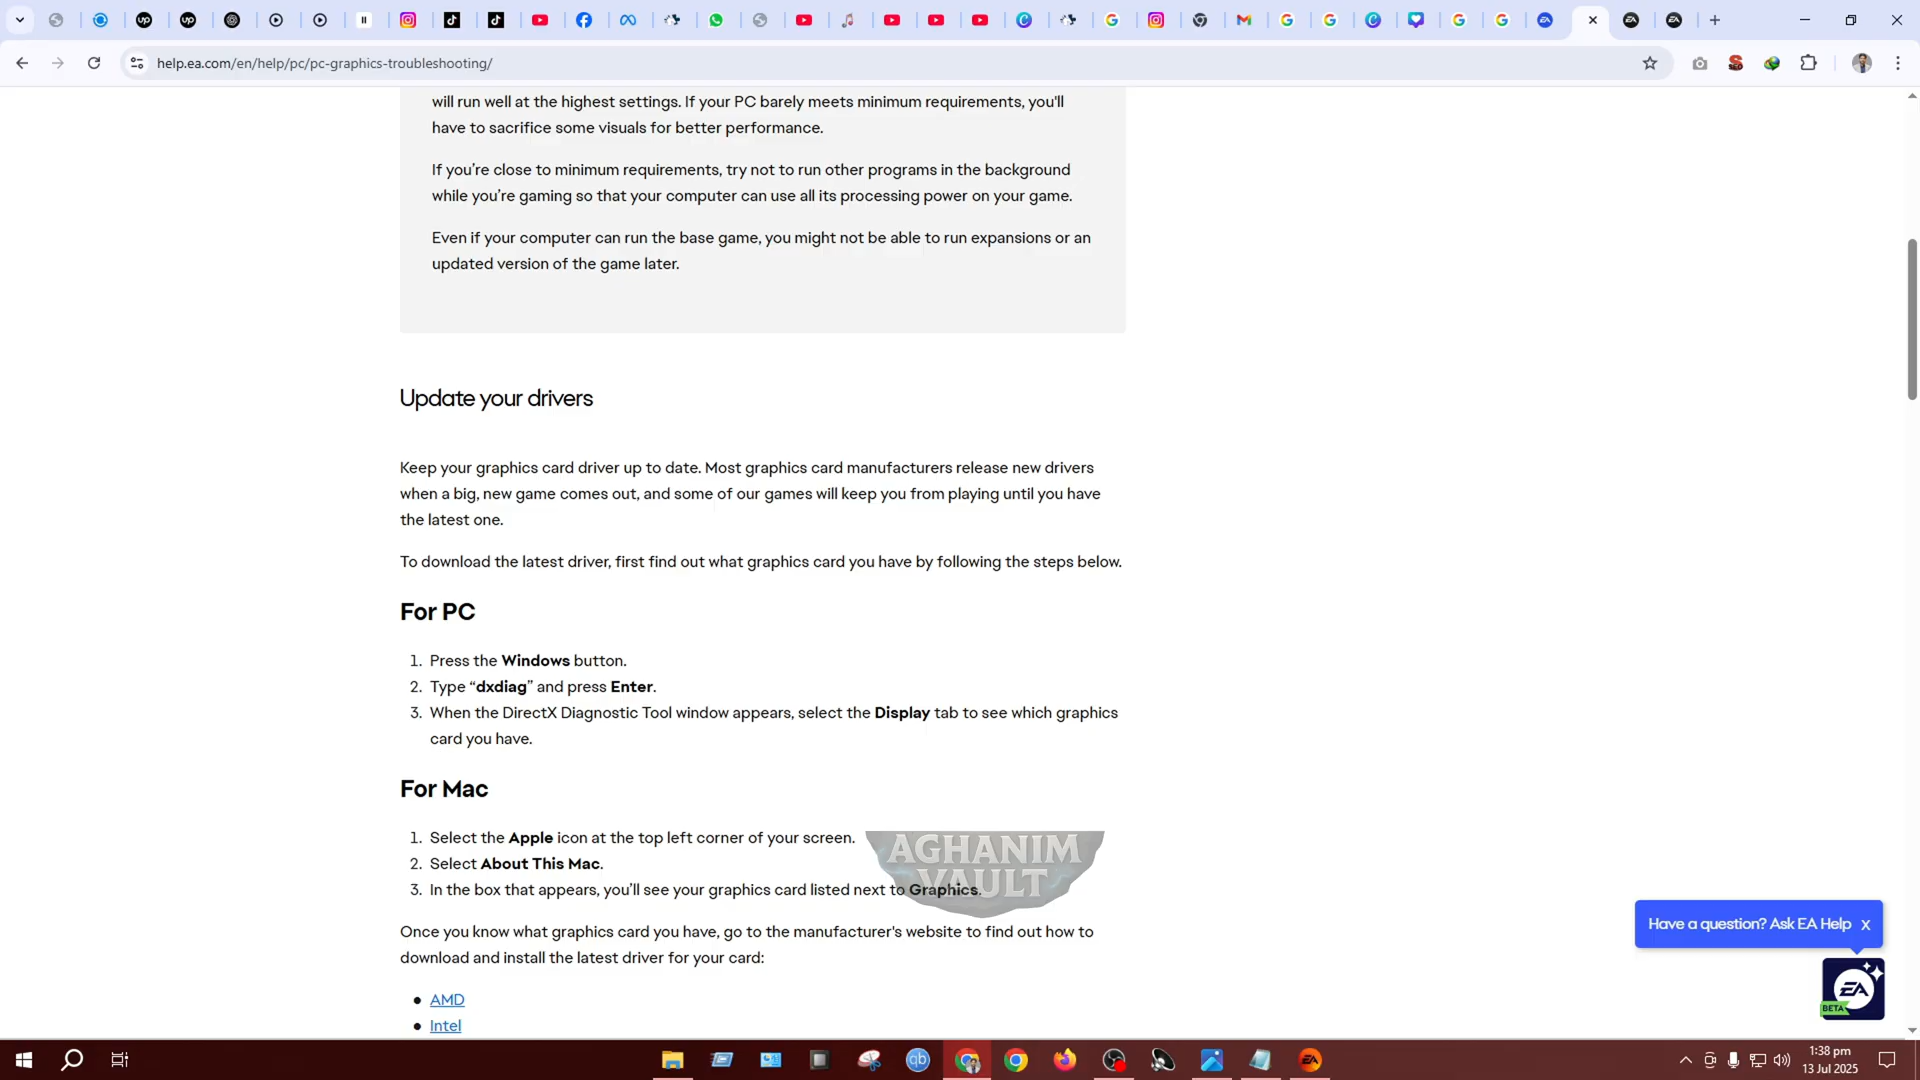 help.ea.com/en/help/pc/pc-graphics-troubleshooting/
will run well at the highest settings. If your PC barely meets minimum requirements, you'll
have to sacrifice some visuals for better performance.
If you’re close to minimum requirements, try not to run other programs in the background
while you’re gaming so that your computer can use all its processing power on your game.
Even if your computer can run the base game, you might not be able to run expansions or an
updated version of the game later.
Update your drivers
Keep your graphics card driver up to date. Most graphics card manufacturers release new drivers
when a big, new game comes out, and some of our games will keep you from playing until you have
the latest one.
To download the latest driver, first find out what graphics card you have by following the steps below.
For PC
1. Press the Windows button.
2. Type “dxdiag” and press Enter.
3. When the DirectX Diagnostic Tool window appears, select the Display tab to see which graphics
card you have.
For Mac
1. Select the Apple icon at the top left corner of your screen.
2. Select About This Mac.
3. In the box that appears, you’ll see your graphics card listed next to Graphics.
AGHANIM
VAULT
Once you know what graphics card you have, go to the manufacturer's website to find out how to
download and install the latest driver for your card:
• AMD
• Intel
Have a question? Ask EA Help x
EA
BETA
1:38 pm
13 Jul 2025